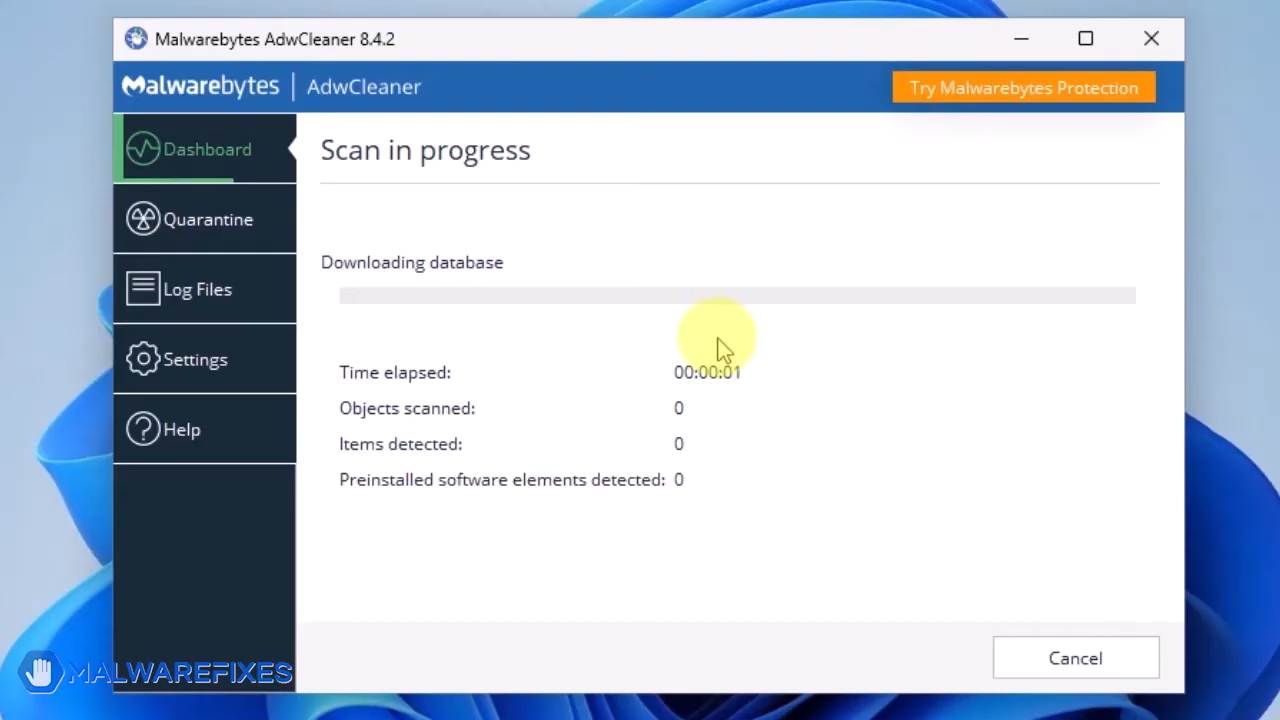 Malwarebytes AdwCleaner 8.4.2
Malwarebytes | AdwCleaner
Try Malwarebytes Protection
Dashboard
Quarantine
Log Files
Settings
Help
Scan in progress
Downloading database
Time elapsed: 00:00:01
Objects scanned: 0
Items detected: 0
Preinstalled software elements detected: 0
Cancel
MALWAREFIXES